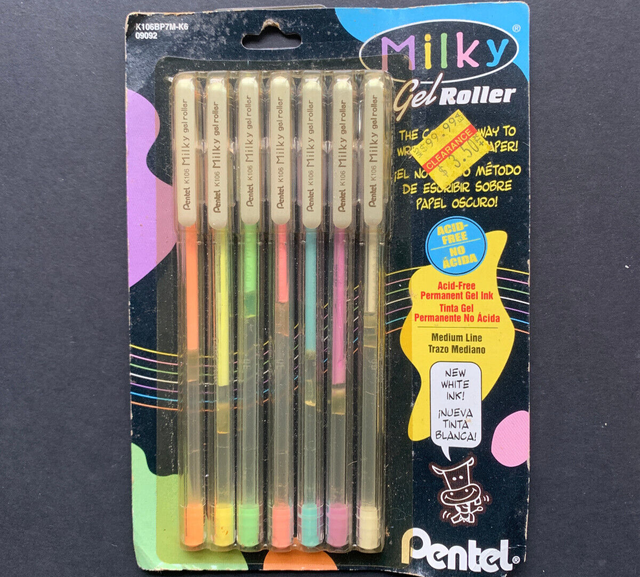 K106BP7M-K6
09092
Milky®
Gel Roller
THE WAY TO
CLEARANCE
$ 3.50
MÉTODO
DE ESCRIBIR SOBRE
PAPEL OSCURO!
ACID-
FREE
NO
ÁCIDA
Acid-Free
Permanent Gel Ink
Tinta Gel
Permanente No Ácida
Medium Line
Trazo Mediano
NEW
WHITE
INK!
¡NUEVA
TINTA
BLANCA!
Pentel®
Pentel K106 Milky gel roller
Pentel K106 Milky gel roller
Pentel K106 Milky gel roller
Pentel K106 Milky gel roller
Pentel K106 Milky gel roller
Pentel K106 Milky gel roller
Pentel K106 Milky gel roller